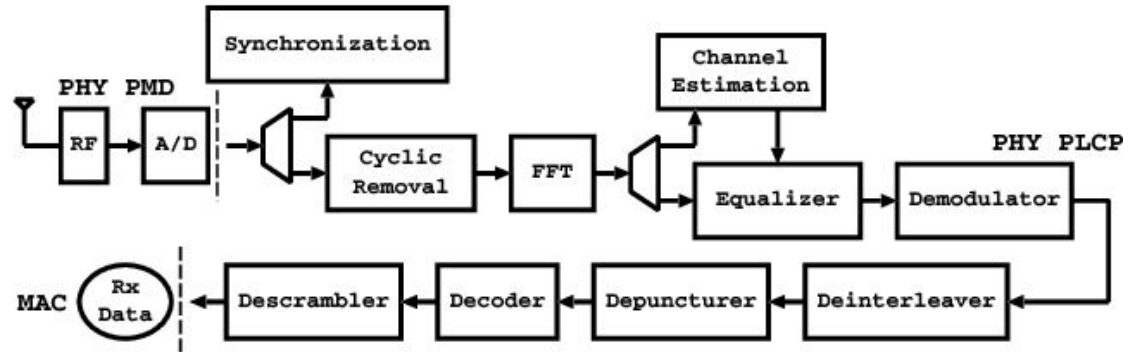 Synchronization
Channel
Estimation
PHY PMD
RF
A/D
PHY PLCP
Cyclic
Removal
FFT
Equalizer
Demodulator
MAC
Rx
Data
Descrambler
Decoder
Depuncturer
Deinterleaver